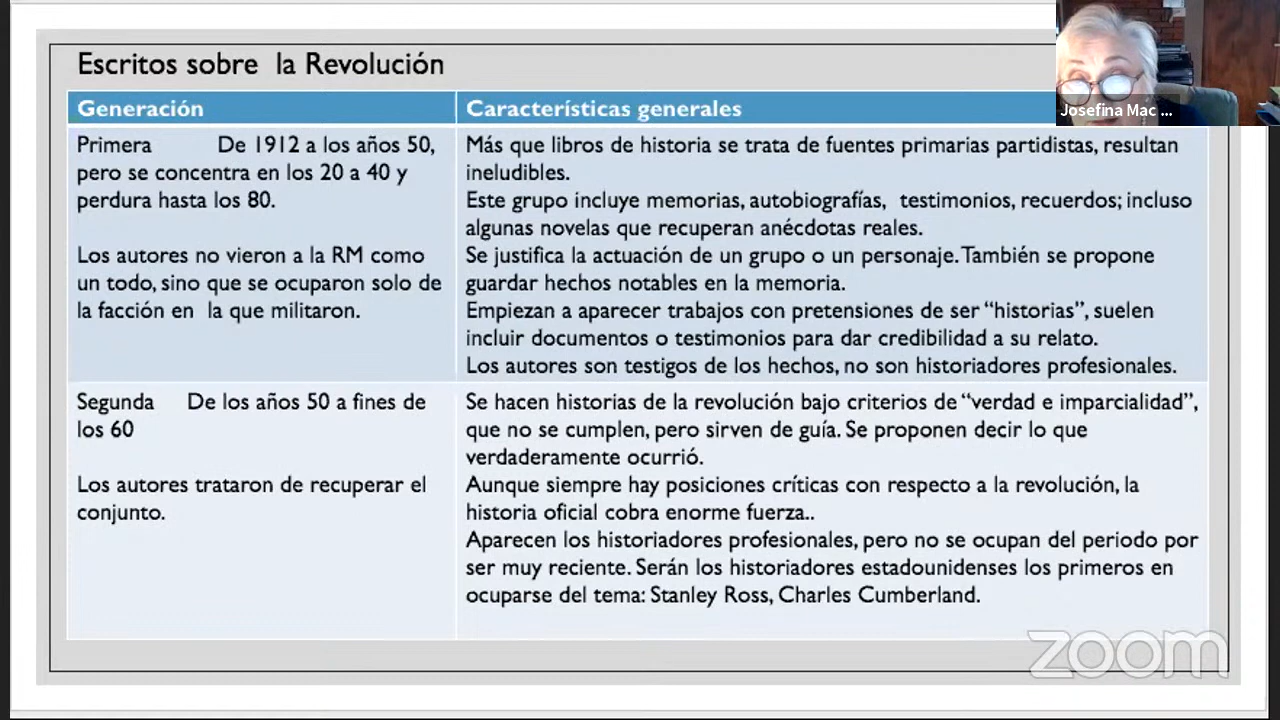 Escritos sobre la Revolución
Generación
Características generales
Primera De 1912 a los años 50,
pero se concentra en los 20 a 40 y
perdura hasta los 80.
Los autores no vieron a la RM como
un todo, sino que se ocuparon solo de
la facción en la que militaron.
Más que libros de historia se trata de fuentes primarias partidistas, resultan
ineludibles.
Este grupo incluye memorias, autobiografías, testimonios, recuerdos; incluso
algunas novelas que recuperan anécdotas reales.
Se justifica la actuación de un grupo o un personaje. También se propone
guardar hechos notables en la memoria.
Empiezan a aparecer trabajos con pretensiones de ser “historias”, suelen
incluir documentos o testimonios para dar credibilidad a su relato.
Los autores son testigos de los hechos, no son historiadores profesionales.
Segunda De los años 50 a fines de
los 60
Los autores trataron de recuperar el
conjunto.
Se hacen historias de la revolución bajo criterios de “verdad e imparcialidad”,
que no se cumplen, pero sirven de guía. Se proponen decir lo que
verdaderamente ocurrió.
Aunque siempre hay posiciones críticas con respecto a la revolución, la
historia oficial cobra enorme fuerza..
Aparecen los historiadores profesionales, pero no se ocupan del periodo por
ser muy reciente. Serán los historiadores estadounidenses los primeros en
ocuparse del tema: Stanley Ross, Charles Cumberland.
Josefina Mac ...
zoom